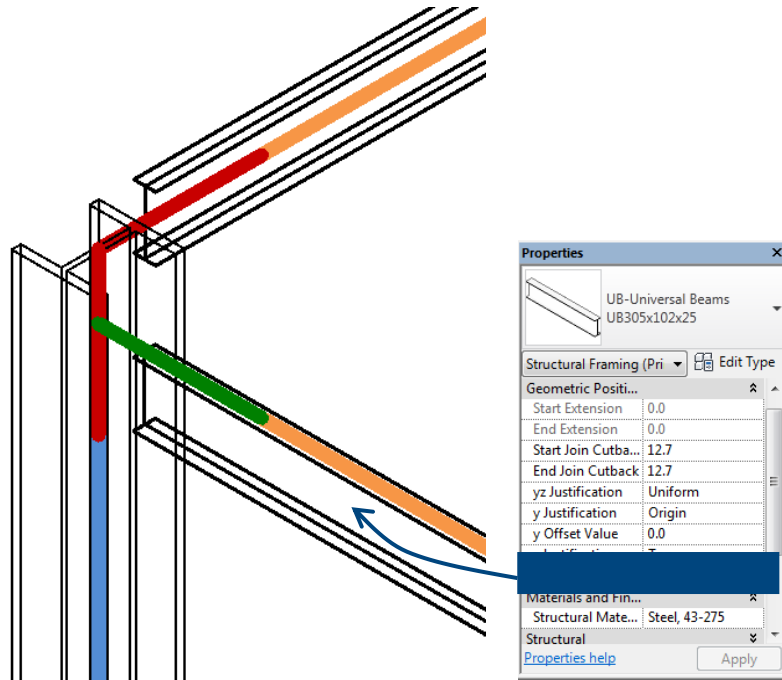 Properties
UB-Universal Beams
UB305x102x25
Structural Framing (Pri
Edit Type
Geometric Positi...
Start Extension 0.0
End Extension 0.0
Start Join Cutba... 12.7
End Join Cutback 12.7
yz Justification Uniform
y Justification Origin
y Offset Value 0.0
Materials and Fin...
Structural Mate... Steel, 43-275
Structural
Properties help
Apply